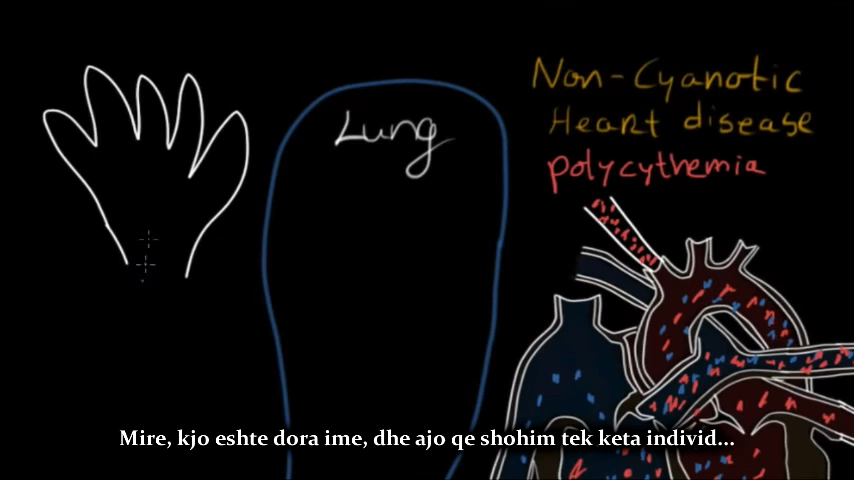 Non-Cyanotic
Heart disease
polycythemia
Lung
Mire, kjo eshte dora ime, dhe ajo qe shohim tek keta individ...